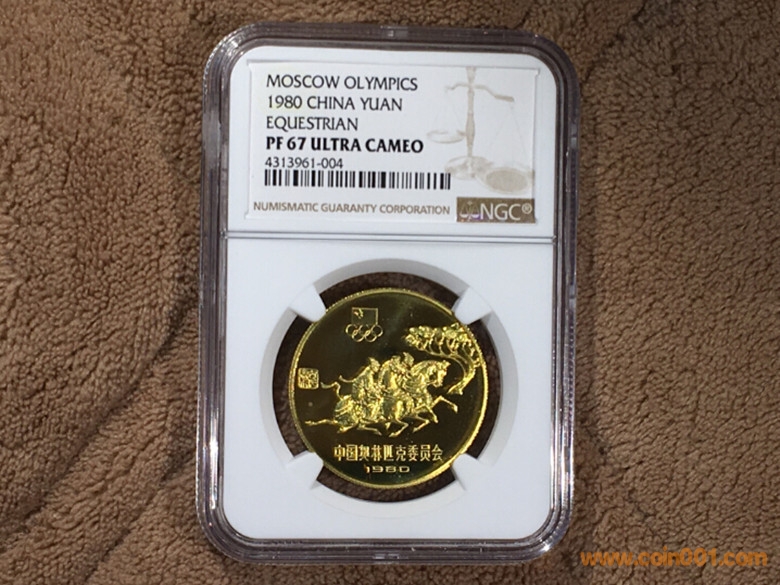 MOSCOW OLYMPICS
1980 CHINA YUAN
EQUESTRIAN
PF 67 ULTRA CAMEO
4313961-004
NUMISMATIC GUARANTY CORPORATION
NGC®
中国奥林匹克委员会
1980
www.coin001.com